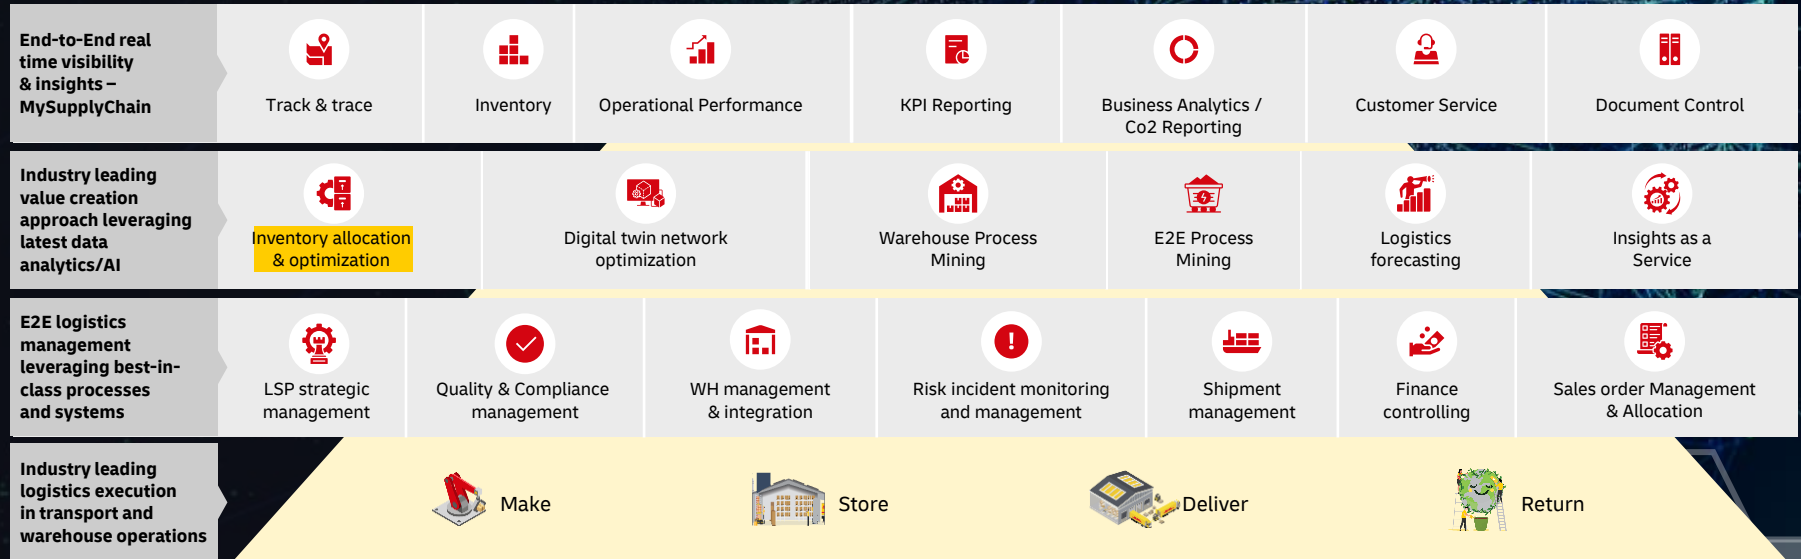 End-to-End real
time visibility
& insights –
MySupplyChain
Track & trace
Inventory
Operational Performance
KPI Reporting
Business Analytics /
Co2 Reporting
Customer Service
Document Control
Industry leading
value creation
approach leveraging
latest data
analytics/AI
Inventory allocation
& optimization
Digital twin network
optimization
Warehouse Process
Mining
E2E Process
Mining
Logistics
forecasting
Insights as a
Service
E2E logistics
management
leveraging best-in-
class processes
and systems
LSP strategic
management
Quality & Compliance
management
WH management
& integration
Risk incident monitoring
and management
Shipment
management
Finance
controlling
Sales order Management
& Allocation
Industry leading
logistics execution
in transport and
warehouse operations
Make
Store
Deliver
Return